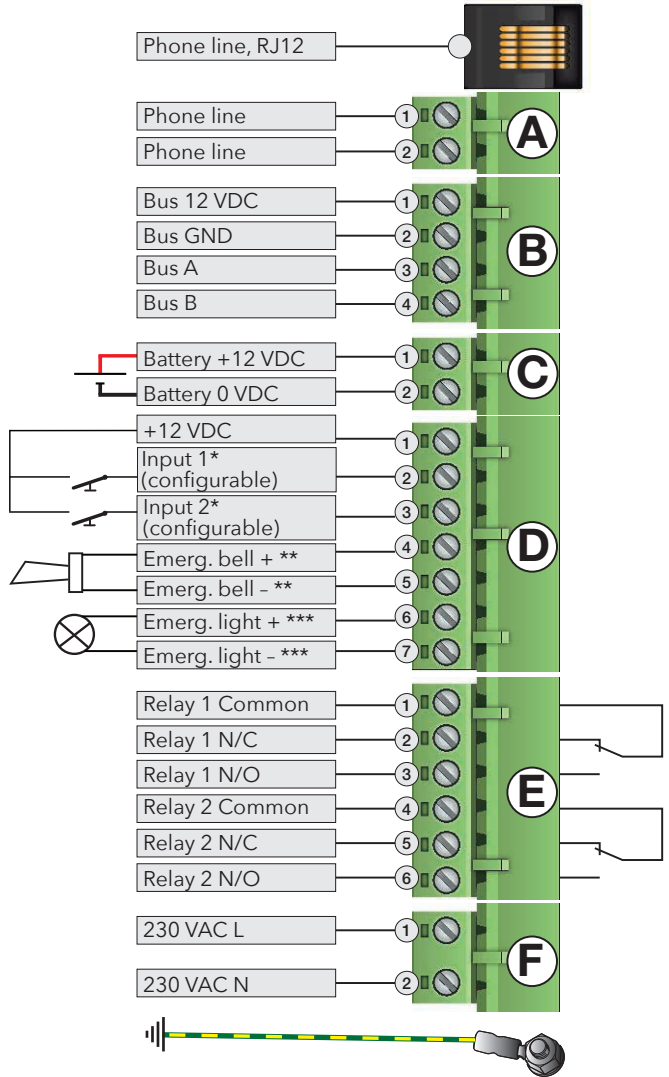 Phone line, RJ12
Phone line 1
Phone line 2
A
Bus 12 VDC 1
Bus GND 2
Bus A 3
Bus B 4
B
Battery +12 VDC 1
Battery 0 VDC 2
C
+12 VDC 1
Input 1*
(configurable) 2
Input 2*
(configurable) 3
Emerg. bell + ** 4
Emerg. bell – ** 5
Emerg. light + *** 6
Emerg. light – *** 7
D
Relay 1 Common 1
Relay 1 N/C 2
Relay 1 N/O 3
Relay 2 Common 4
Relay 2 N/C 5
Relay 2 N/O 6
E
230 VAC L 1
230 VAC N 2
F